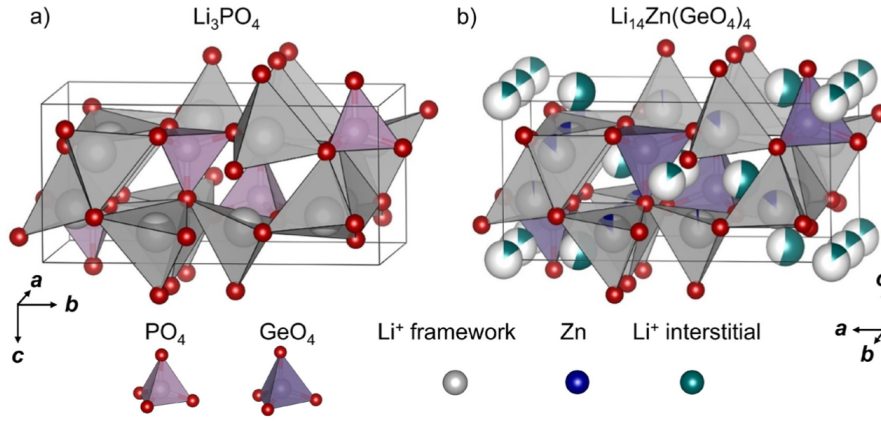 a) Li₃PO₄
b) Li₁₄Zn(GeO₄)₄
a
b
c
c
a
b
PO₄ GeO₄ Li⁺ framework Zn Li⁺ interstitial